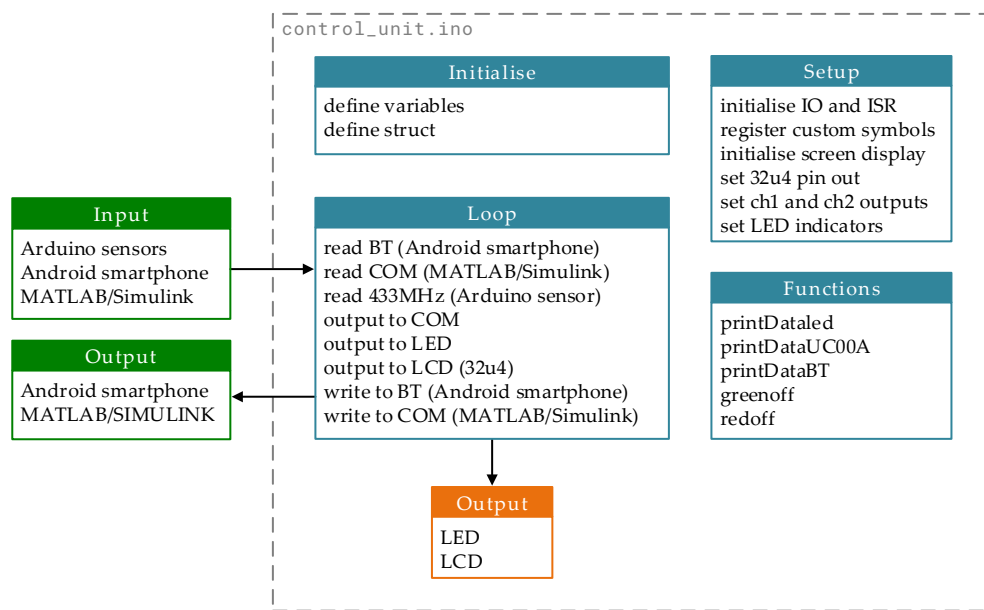 control_unit.ino
Initialise
define variables
define struct
Setup
initialise IO and ISR
register custom symbols
initialise screen display
set 32u4 pin out
set ch1 and ch2 outputs
set LED indicators
Input
Arduino sensors
Android smartphone
MATLAB/Simulink
Loop
read BT (Android smartphone)
read COM (MATLAB/Simulink)
read 433MHz (Arduino sensor)
output to COM
output to LED
output to LCD (32u4)
write to BT (Android smartphone)
write to COM (MATLAB/Simulink)
Functions
printDataled
printDataUC00A
printDataBT
greenoff
redoff
Output
Android smartphone
MATLAB/SIMULINK
Output
LED
LCD